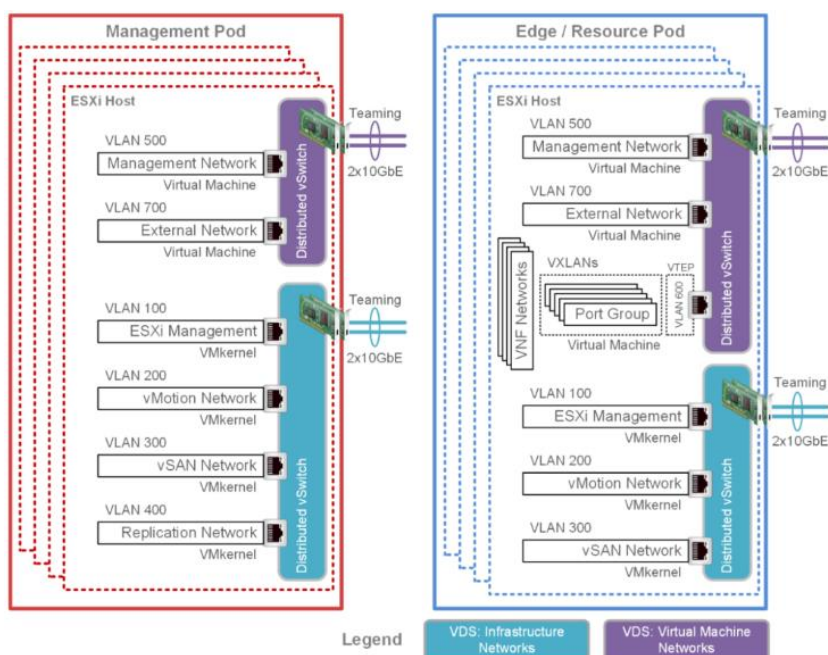 Management Pod
ESXi Host
VLAN 500
Management Network
Virtual Machine
VLAN 700
External Network
Virtual Machine
Distributed vSwitch
Teaming
2x10GbE
VLAN 100
ESXi Management
VMkernel
VLAN 200
vMotion Network
VMkernel
VLAN 300
vSAN Network
VMkernel
VLAN 400
Replication Network
VMkernel
Distributed vSwitch
Teaming
2x10GbE
Edge / Resource Pod
ESXi Host
VLAN 500
Management Network
Virtual Machine
VLAN 700
External Network
Virtual Machine
VNF Networks
VXLANs
Port Group
Virtual Machine
VTEP
VLAN 600
Distributed vSwitch
Teaming
2x10GbE
VLAN 100
ESXi Management
VMkernel
VLAN 200
vMotion Network
VMkernel
VLAN 300
vSAN Network
VMkernel
Distributed vSwitch
Teaming
2x10GbE
Legend
VDS: Infrastructure
Networks
VDS: Virtual Machine
Networks